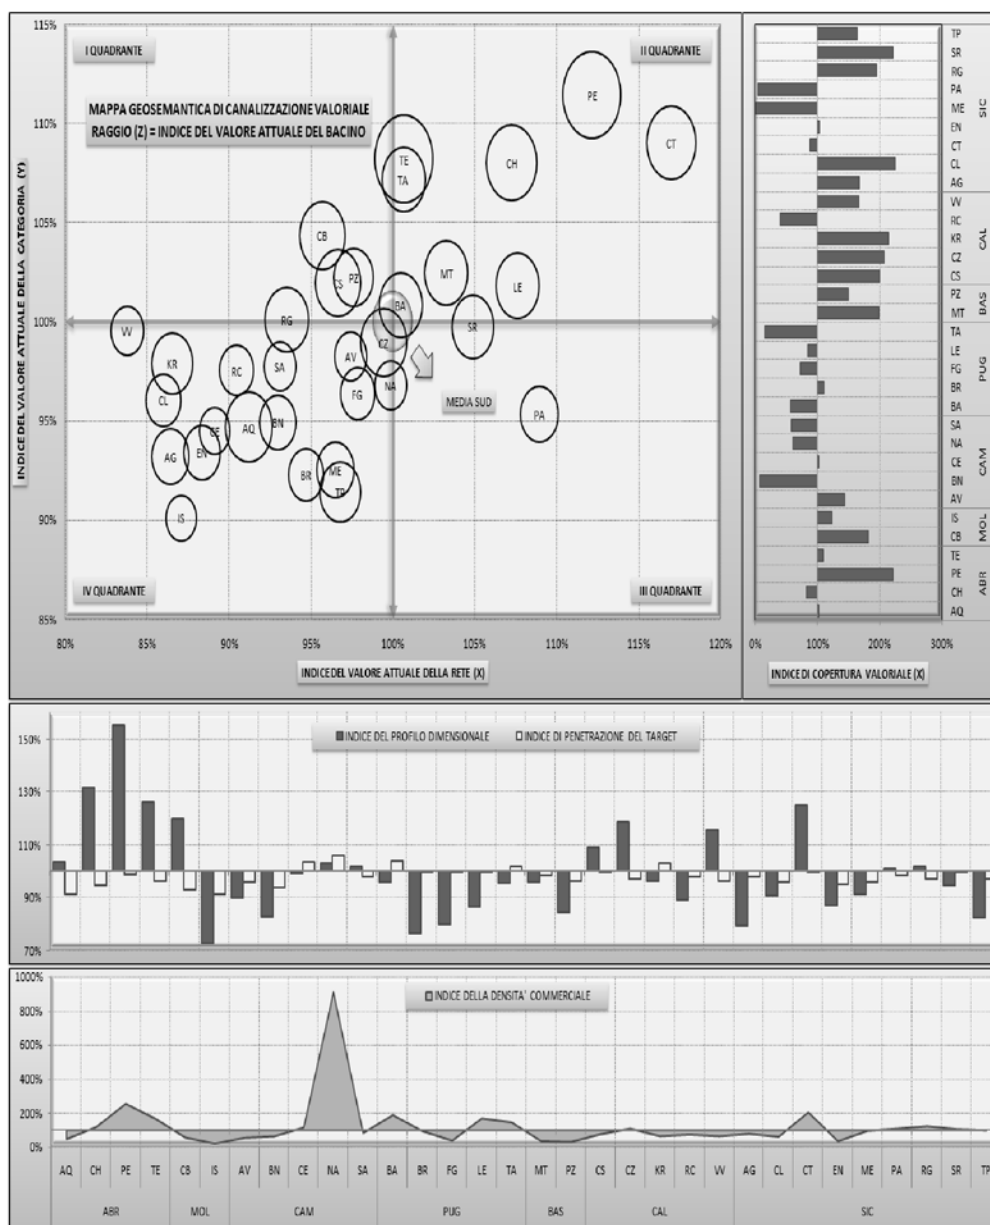 115%
110%
105%
100%
95%
90%
85%
80%
85%
90%
95%
100%
105%
110%
115%
120%
INDICE DEL VALORE ATTUALE DELLA CATEGORIA (Y)
INDICE DEL VALORE ATTUALE DELLA RETE (X)
I QUADRANTE
II QUADRANTE
MAPPA GEOSEMANTICA DI CANALIZZAZIONE VALORIALE
RAGGIO (Z) = INDICE DEL VALORE ATTUALE DEL BACINO
PE
CT
TE
CH
TA
CB
CS
PZ
MT
LE
BA
RG
SR
VV
CZ
AV
KR
RC
SA
NA
FG
MEDIA SUD
CL
PA
CE
AQ
BN
EN
AG
BR
ME
TP
IS
IV QUADRANTE
III QUADRANTE
TP
SR
RG
PA
ME
EN
CT
CL
AG
SIC
VV
RC
KR
CZ
CS
CAL
PZ
MT
BAS
TA
LE
FG
BR
BA
PUG
SA
NA
CE
BN
AV
CAM
IS
CB
MOL
TE
PE
CH
AQ
ABR
0%
100%
200%
300%
INDICE DI COPERTURA VALORIALE (X)
150%
130%
110%
90%
70%
INDICE DEL PROFILO DIMENSIONALE
INDICE DI PENETRAZIONE DEL TARGET
1000%
800%
600%
400%
200%
0%
INDICE DELLA DENSITA' COMMERCIALE
AQ CH PE TE CB IS AV BN CE NA SA BA BR FG LE TA MT PZ CS CZ KR RC VV AG CL CT EN ME PA RG SR TP
ABR MOL CAM PUG BAS CAL SIC